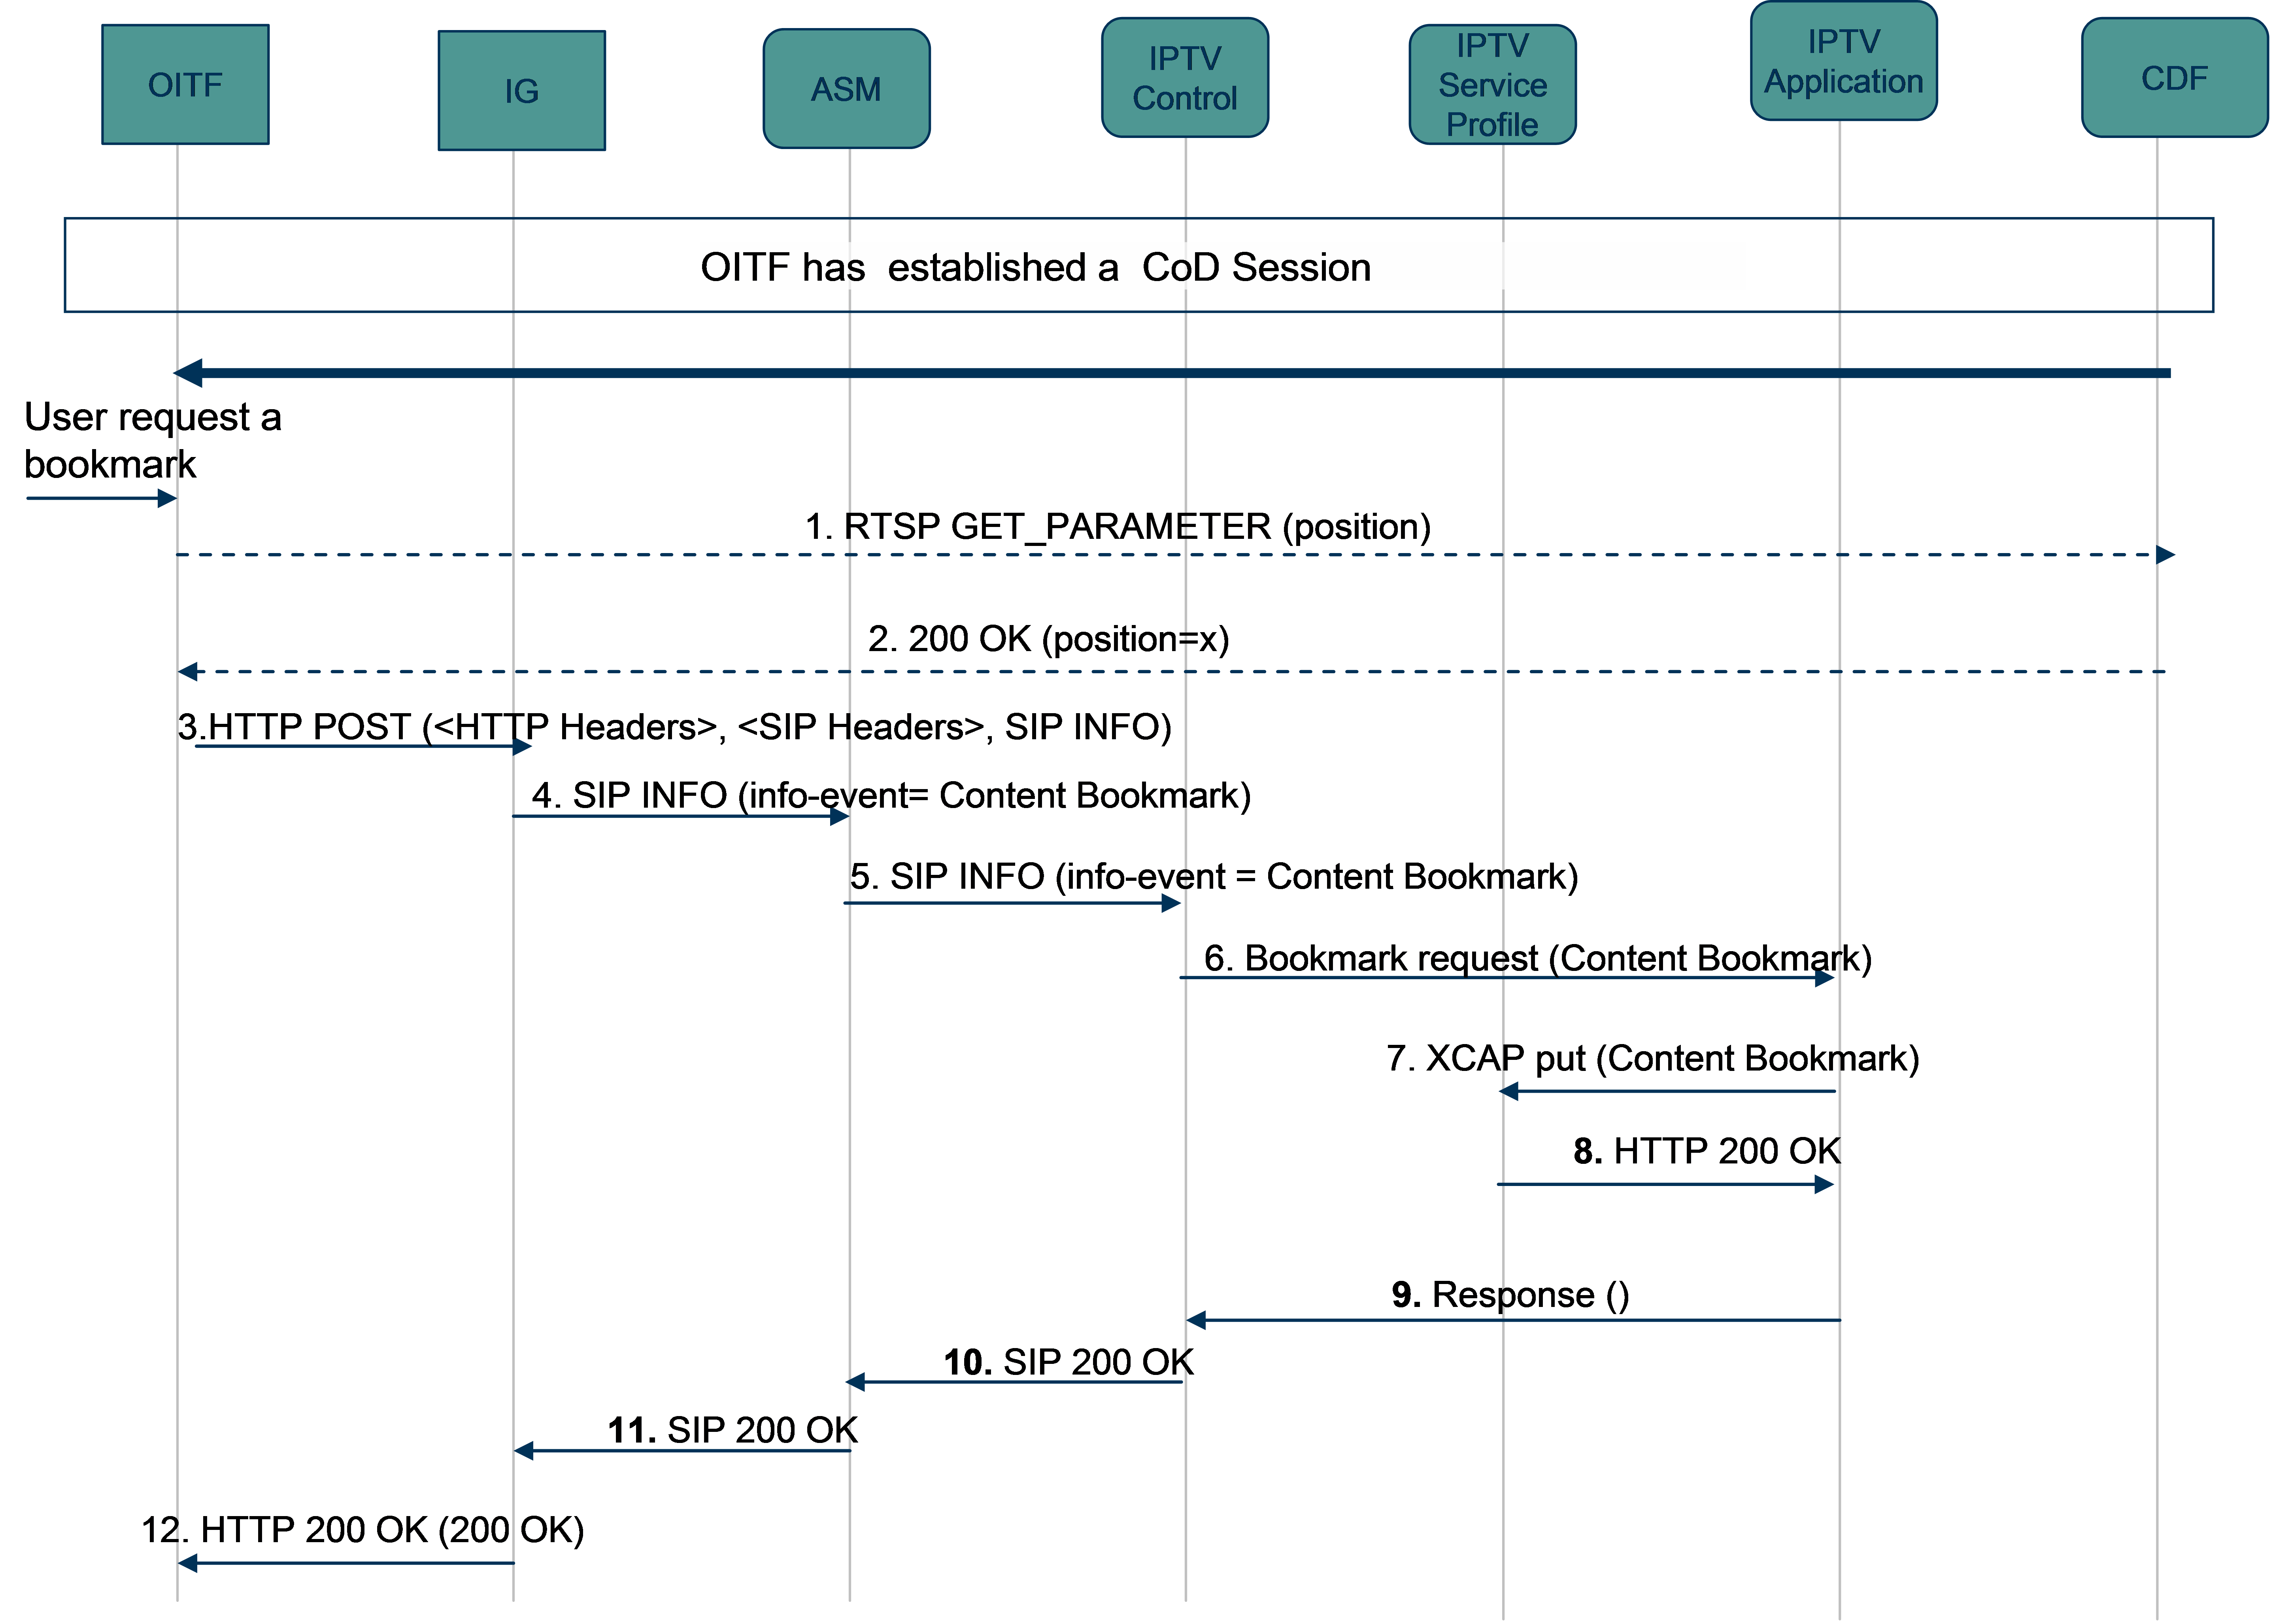 OITF
IG
ASM
IPTV
Control
IPTV
Service
Profile
IPTV
Application
CDF
OITF has  established a  CoD Session
User request a
bookmark
1. RTSP GET_PARAMETER (position)
2. 200 OK (position=x)
3.HTTP POST (<HTTP Headers>, <SIP Headers>, SIP INFO)
4. SIP INFO (info-event= Content Bookmark)
5. SIP INFO (info-event = Content Bookmark)
6. Bookmark request (Content Bookmark)
7. XCAP put (Content Bookmark)
8. HTTP 200 OK
9. Response ()
10. SIP 200 OK
11. SIP 200 OK
12. HTTP 200 OK (200 OK)